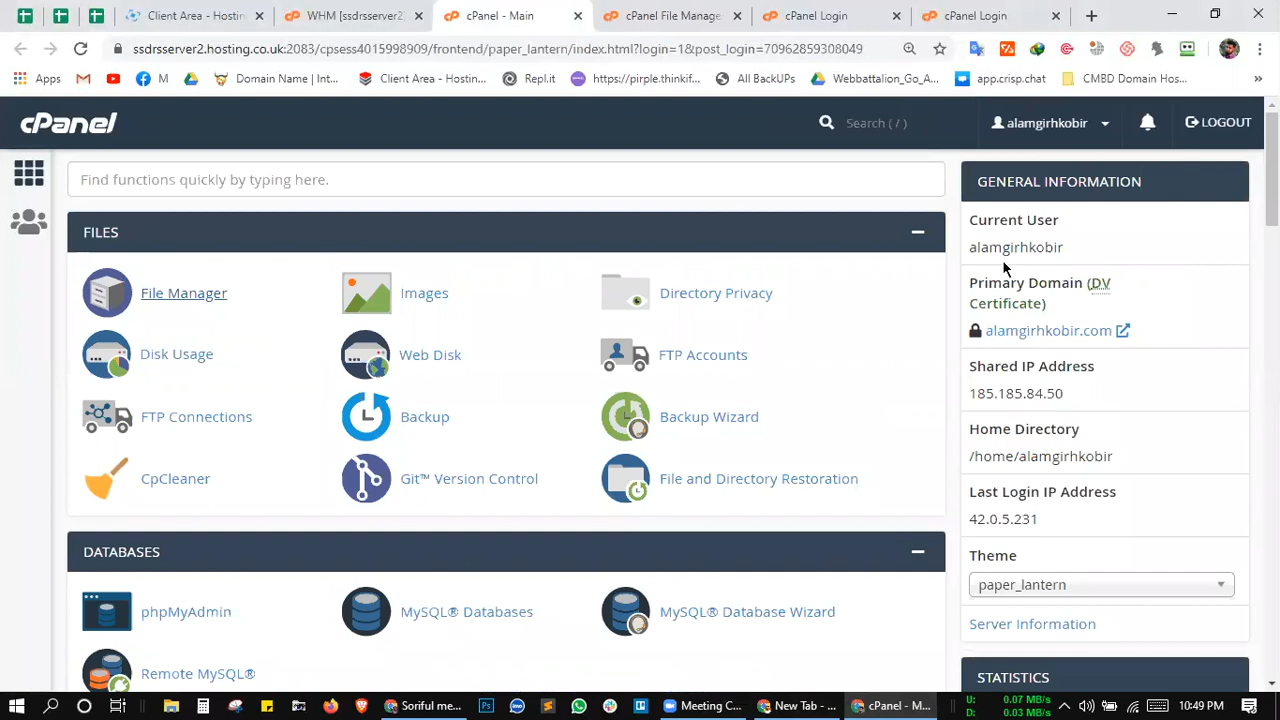 Client Area - Hosting
WHM [ssdrsserver2
cPanel - Main
cPanel File Manag
cPanel Login
cPanel Login
ssdrsserver2.hosting.co.uk:2083/cpsess4015998909/frontend/paper_lantern/index.html?login=1&post_login=70962859308049
Apps
M
Domain Name | Int...
Client Area - Hostin...
Repl.it
https://pirple.thinkif...
All BackUPs
Webbattalion_Go_A...
app.crisp.chat
CMBD Domain Hos...
»
cPanel
Search ( / )
alamgirhkobir
LOGOUT
Find functions quickly by typing here.
FILES
File Manager
Images
Directory Privacy
Disk Usage
Web Disk
FTP Accounts
FTP Connections
Backup
Backup Wizard
CpCleaner
Git™ Version Control
File and Directory Restoration
DATABASES
phpMyAdmin
MySQL® Databases
MySQL® Database Wizard
Remote MySQL®
GENERAL INFORMATION
Current User
alamgirhkobir
Primary Domain (DV
Certificate)
alamgirhkobir.com
Shared IP Address
185.185.84.50
Home Directory
/home/alamgirhkobir
Last Login IP Address
42.0.5.231
Theme
paper_lantern
Server Information
STATISTICS
Soriful me...
Meeting C...
New Tab - ...
cPanel - M...
U: 0.07 MB/s
D: 0.03 MB/s
10:49 PM